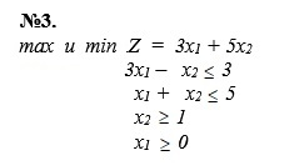 №3.
max и min Z = 3x₁ + 5x₂
3x₁ − x₂ ≤ 3
x₁ + x₂ ≤ 5
x₂ ≥ 1
x₁ ≥ 0